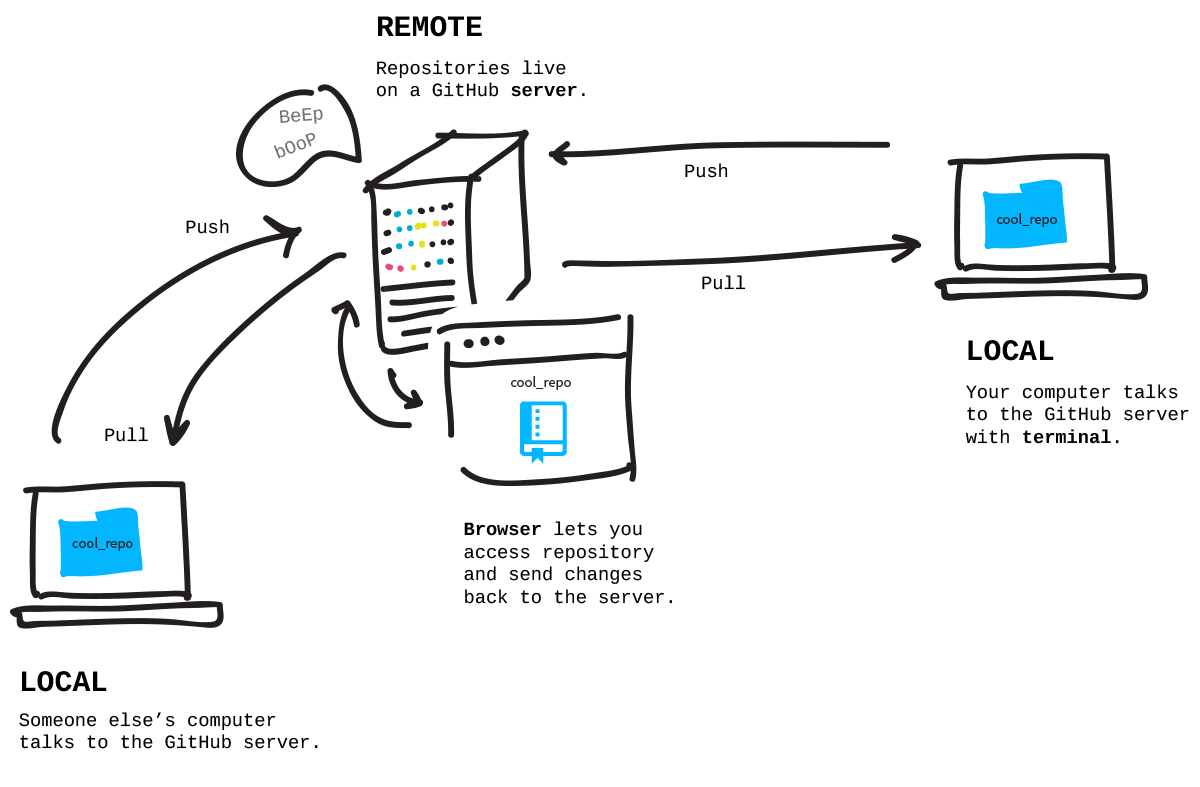 REMOTE
Repositories live
on a GitHub server.
BeEp
bOoP
Push
Pull
Push
Pull
cool_repo
LOCAL
Your computer talks
to the GitHub server
with terminal.
cool_repo
Browser lets you
access repository
and send changes
back to the server.
cool_repo
LOCAL
Someone else’s computer
talks to the GitHub server.